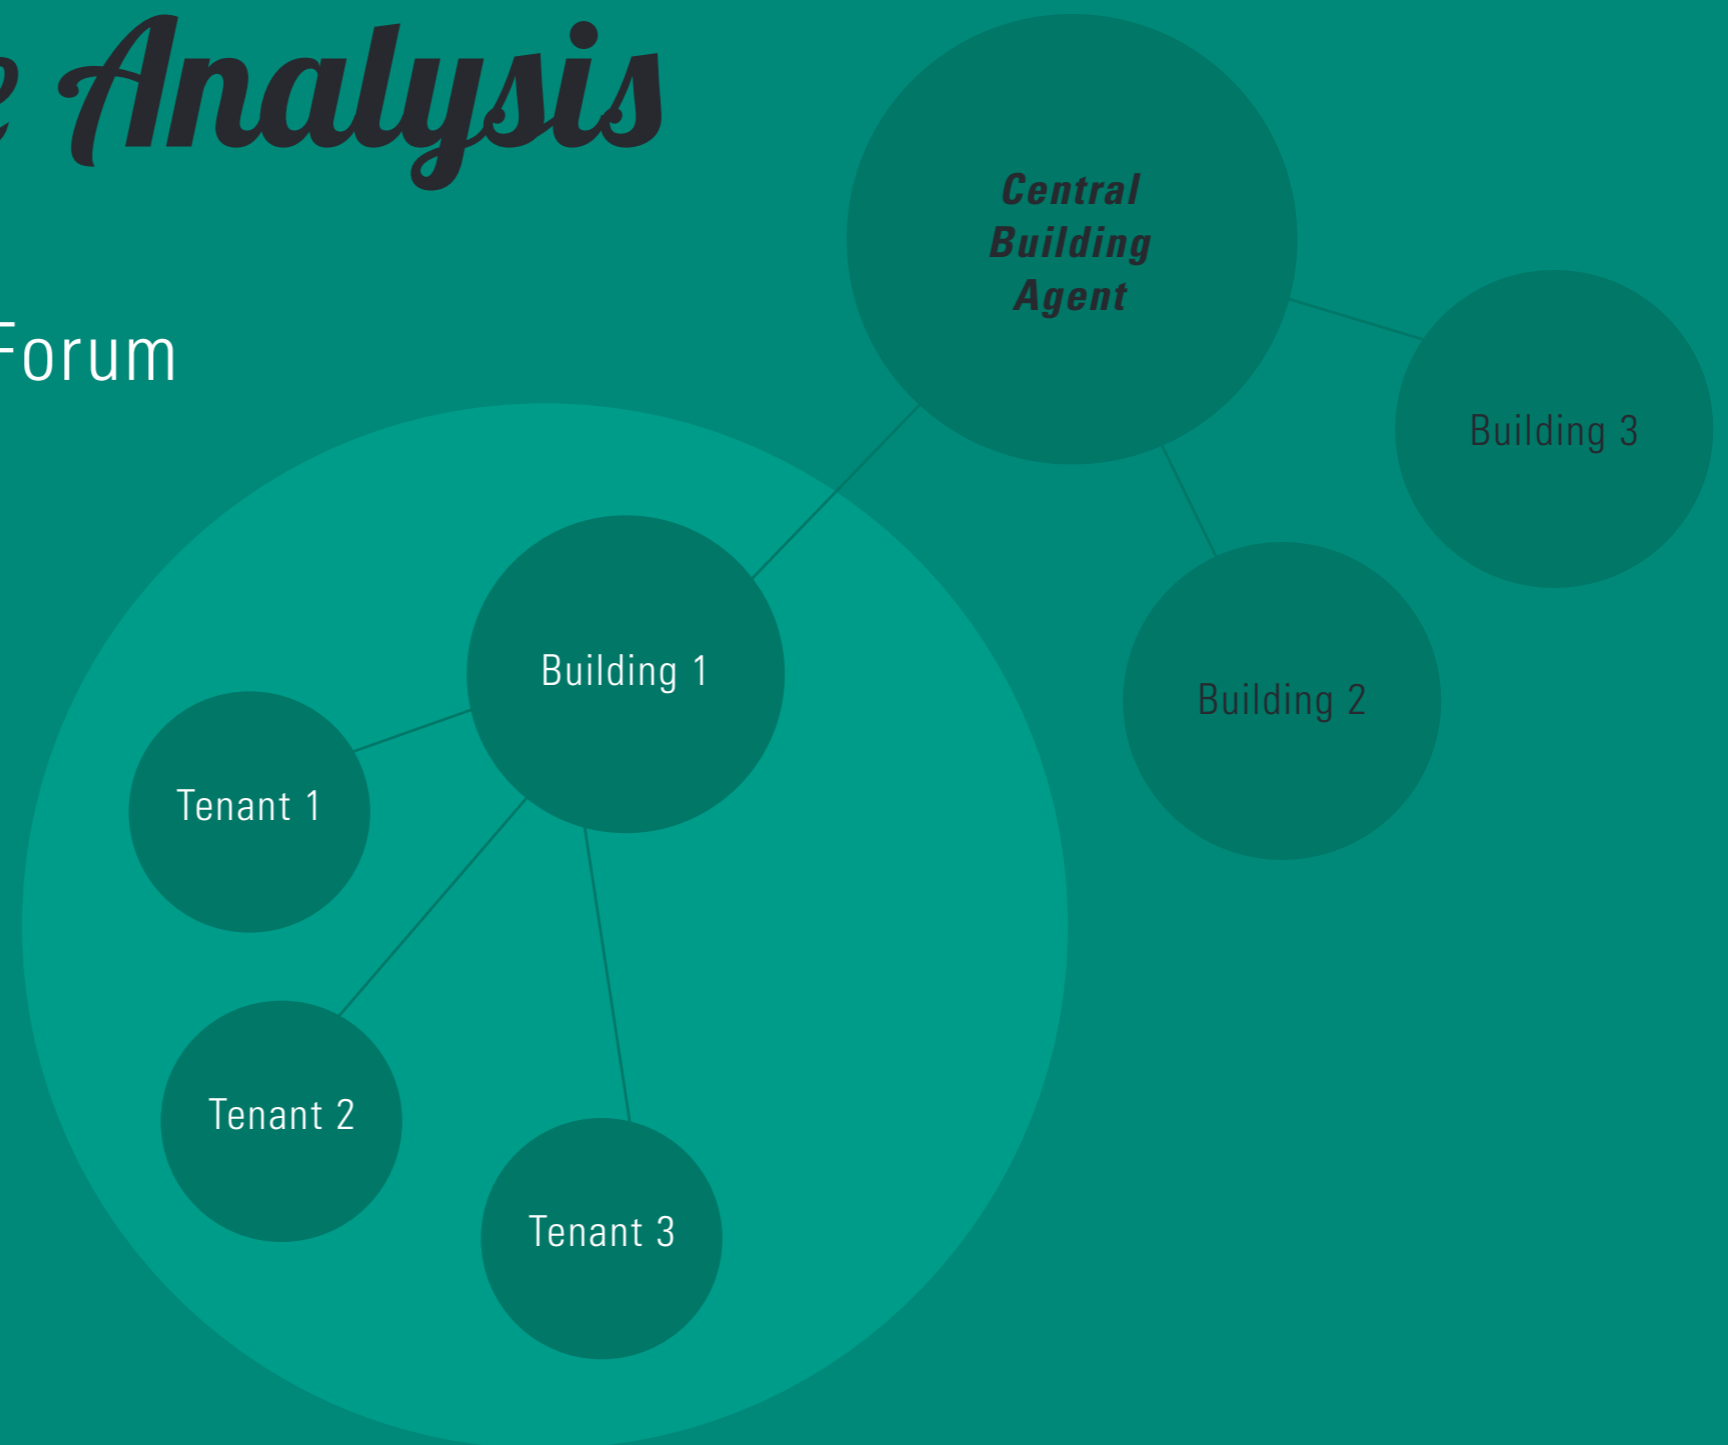 Analysis
Forum
Central
Building
Agent
Building 3
Building 1
Building 2
Tenant 1
Tenant 2
Tenant 3